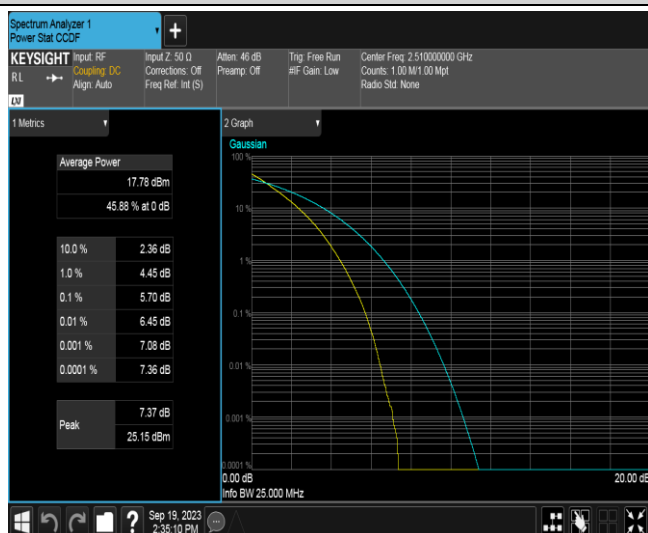 Spectrum Analyzer 1
Power Stat CCDF
+
KEYSIGHT
RL
LXI
Input: RF
Coupling: DC
Align: Auto
Input Z: 50 Ω
Corrections: Off
Freq Ref: Int (S)
Atten: 46 dB
Preamp: Off
Trig: Free Run
#IF Gain: Low
Center Freq: 2.510000000 GHz
Counts: 1.00 M/1.00 Mpt
Radio Std: None
1 Metrics
Average Power
17.78 dBm
45.88 % at 0 dB
10.0 % 2.36 dB
1.0 % 4.45 dB
0.1 % 5.70 dB
0.01 % 6.45 dB
0.001 % 7.08 dB
0.0001 % 7.36 dB
Peak
7.37 dB
25.15 dBm
2 Graph
Gaussian
100 %
10 %
1 %
0.1 %
0.01 %
0.001 %
0.0001 %
0.00 dB 20.00 dB
Info BW 25.000 MHz
?
Sep 19, 2023
2:35:10 PM